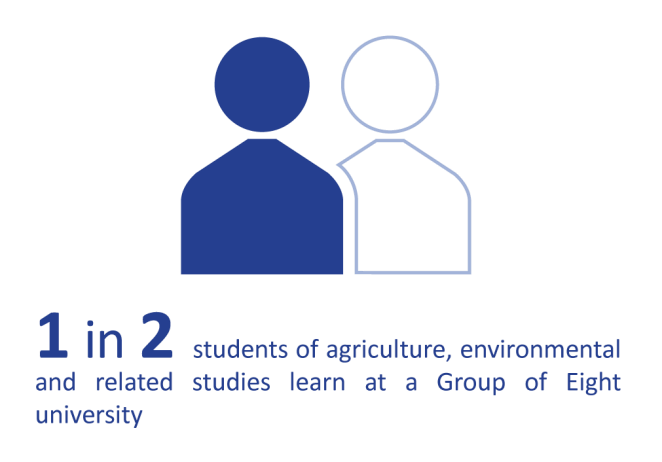 1 in 2 students of agriculture, environmental
and related studies learn at a Group of Eight
university